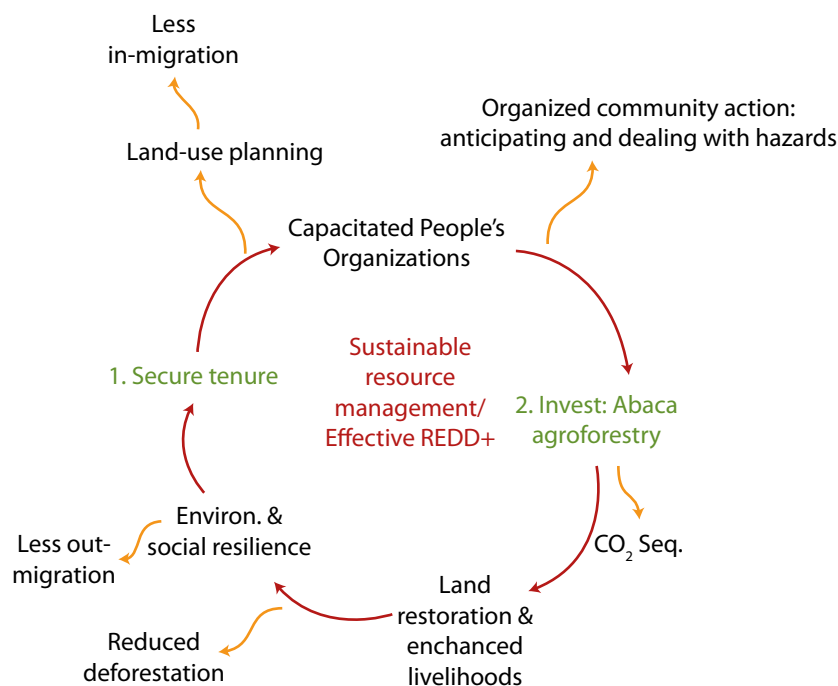 Less
in-migration
Organized community action:
anticipating and dealing with hazards
Land-use planning
Capacitated People’s
Organizations
1. Secure tenure
Sustainable
resource
management/
Effective REDD+
2. Invest: Abaca
agroforestry
Environ. &
social resilience
Less out-
migration
CO₂ Seq.
Land
restoration &
enchanced
livelihoods
Reduced
deforestation